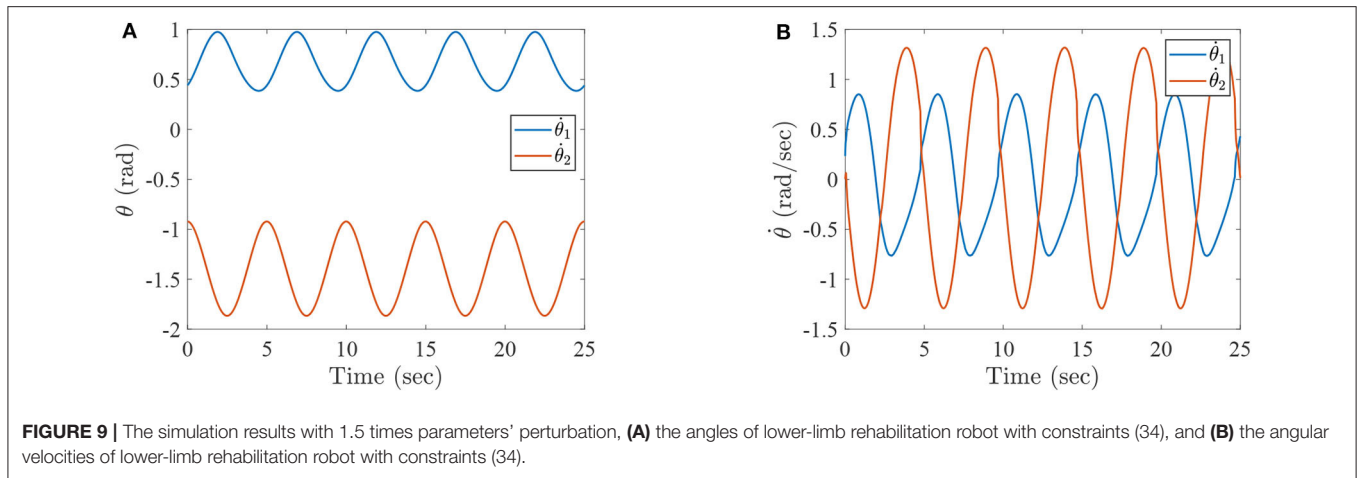 A
1
0.5
0
-0.5
-1
-1.5
-2
θ (rad)
0 5 10 15 20 25
Time (sec)
θ̇₁
θ̇₂
B
1.5
1
0.5
0
-0.5
-1
-1.5
θ̇ (rad/sec)
0 5 10 15 20 25
Time (sec)
θ̇₁
θ̇₂
FIGURE 9 | The simulation results with 1.5 times parameters' perturbation, (A) the angles of lower-limb rehabilitation robot with constraints (34), and (B) the angular
velocities of lower-limb rehabilitation robot with constraints (34).